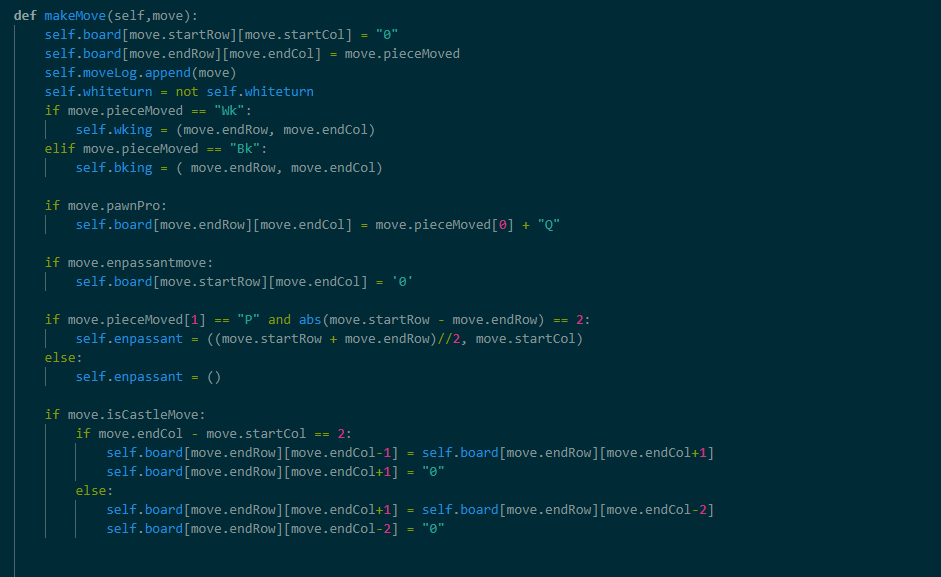 def makeMove(self,move):
    self.board[move.startRow][move.startCol] = "0"
    self.board[move.endRow][move.endCol] = move.pieceMoved
    self.moveLog.append(move)
    self.whiteturn = not self.whiteturn
    if move.pieceMoved == "Wk":
        self.wking = (move.endRow, move.endCol)
    elif move.pieceMoved == "Bk":
        self.bking = ( move.endRow, move.endCol)
    if move.pawnPro:
        self.board[move.endRow][move.endCol] = move.pieceMoved[0] + "Q"
    if move.enpassantmove:
        self.board[move.startRow][move.endCol] = '0'
    if move.pieceMoved[1] == "P" and abs(move.startRow - move.endRow) == 2:
        self.enpassant = ((move.startRow + move.endRow)//2, move.startCol)
    else:
        self.enpassant = ()
    if move.isCastleMove:
        if move.endCol - move.startCol == 2:
            self.board[move.endRow][move.endCol-1] = self.board[move.endRow][move.endCol+1]
            self.board[move.endRow][move.endCol+1] = "0"
        else:
            self.board[move.endRow][move.endCol+1] = self.board[move.endRow][move.endCol-2]
            self.board[move.endRow][move.endCol-2] = "0"